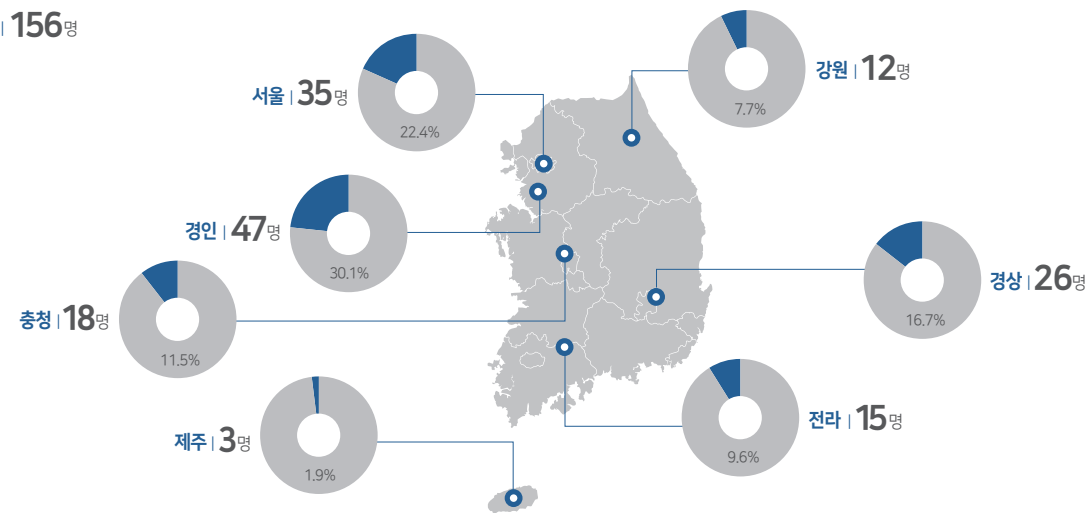 | 156명
서울 | 35명
22.4%
강원 | 12명
7.7%
경인 | 47명
30.1%
경상 | 26명
16.7%
충청 | 18명
11.5%
전라 | 15명
9.6%
제주 | 3명
1.9%